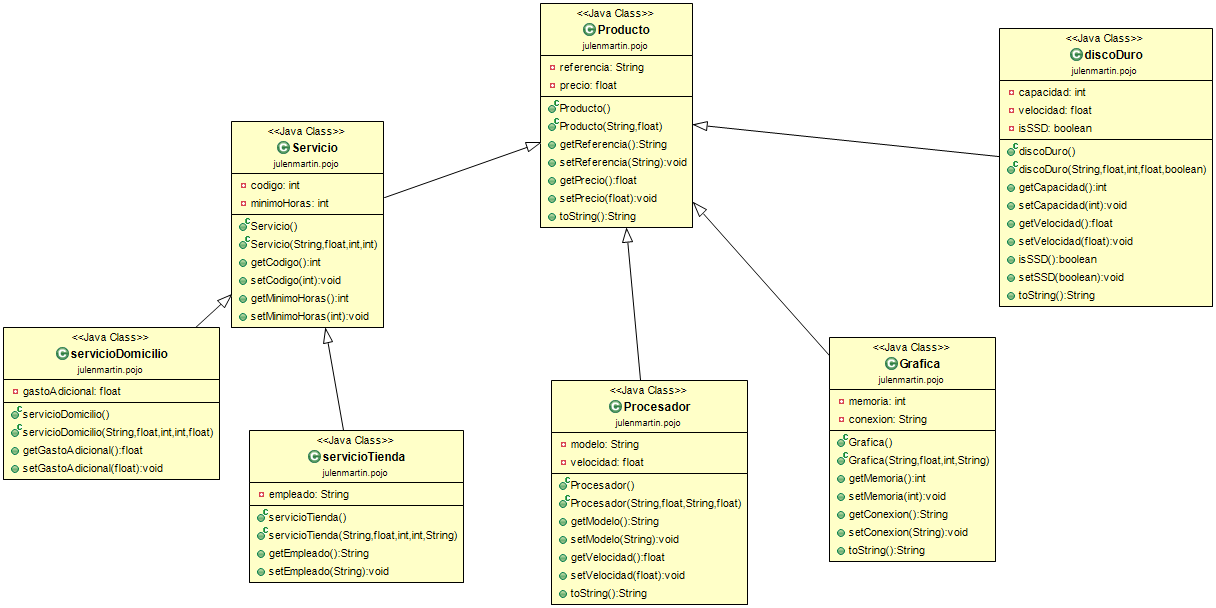 <<Java Class>>
Producto
julenmartin.pojo
referencia: String
precio: float
Producto()
Producto(String,float)
getReferencia():String
setReferencia(String):void
getPrecio():float
setPrecio(float):void
toString():String
<<Java Class>>
discoDuro
julenmartin.pojo
capacidad: int
velocidad: float
isSSD: boolean
discoDuro()
discoDuro(String,float,int,float,boolean)
getCapacidad():int
setCapacidad(int):void
getVelocidad():float
setVelocidad(float):void
isSSD():boolean
setSSD(boolean):void
toString():String
<<Java Class>>
Servicio
julenmartin.pojo
codigo: int
minimoHoras: int
Servicio()
Servicio(String,float,int,int)
getCodigo():int
setCodigo(int):void
getMinimoHoras():int
setMinimoHoras(int):void
<<Java Class>>
servicioDomicilio
julenmartin.pojo
gastoAdicional: float
servicioDomicilio()
servicioDomicilio(String,float,int,int,float)
getGastoAdicional():float
setGastoAdicional(float):void
<<Java Class>>
servicioTienda
julenmartin.pojo
empleado: String
servicioTienda()
servicioTienda(String,float,int,int,String)
getEmpleado():String
setEmpleado(String):void
<<Java Class>>
Procesador
julenmartin.pojo
modelo: String
velocidad: float
Procesador()
Procesador(String,float,String,float)
getModelo():String
setModelo(String):void
getVelocidad():float
setVelocidad(float):void
toString():String
<<Java Class>>
Grafica
julenmartin.pojo
memoria: int
conexion: String
Grafica()
Grafica(String,float,int,String)
getMemoria():int
setMemoria(int):void
getConexion():String
setConexion(String):void
toString():String